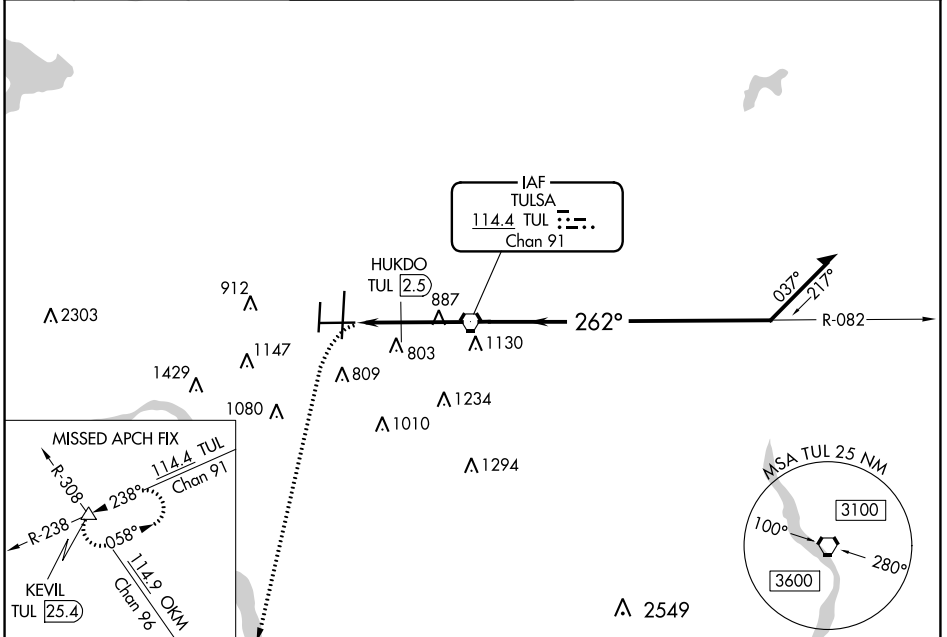 IAF
TULSA
114.4 TUL
Chan 91
HUKDO
TUL 2.5
037°
217°
912
887
2303
262°
R-082
1130
803
1147
809
1429
1234
1080
1010
MISSED APCH FIX
114.4 TUL
Chan 91
R-308
238°
R-238
058°
114.9 OKM
Chan 96
KEVIL
TUL 25.4
1294
MSA TUL 25 NM
3100
100°
280°
3600
2549